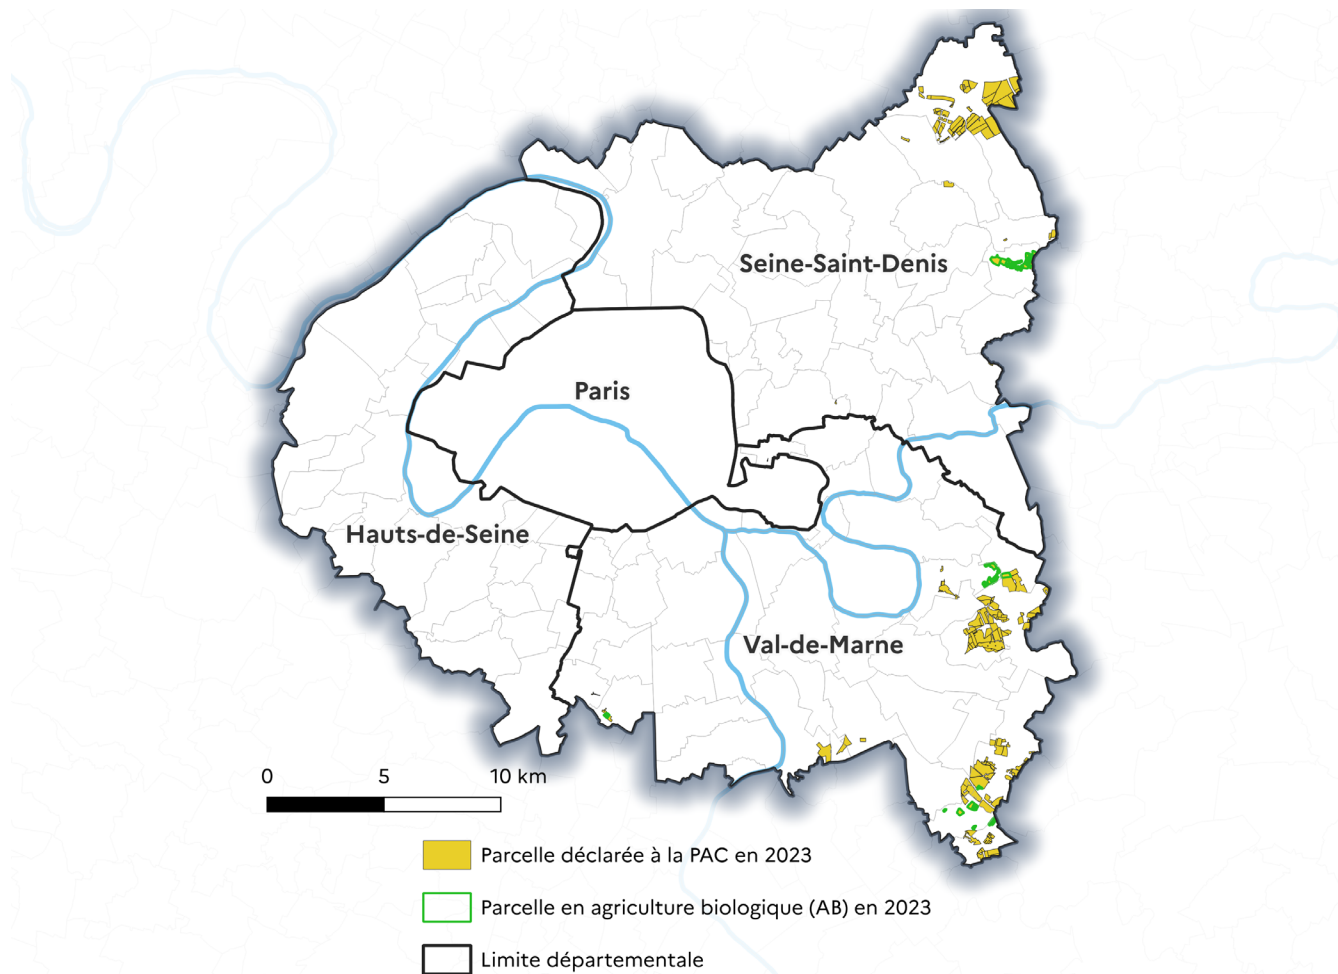 Seine-Saint-Denis
Paris
Hauts-de-Seine
Val-de-Marne
0 5 10 km
Parcelle déclarée à la PAC en 2023
Parcelle en agriculture biologique (AB) en 2023
Limite départementale